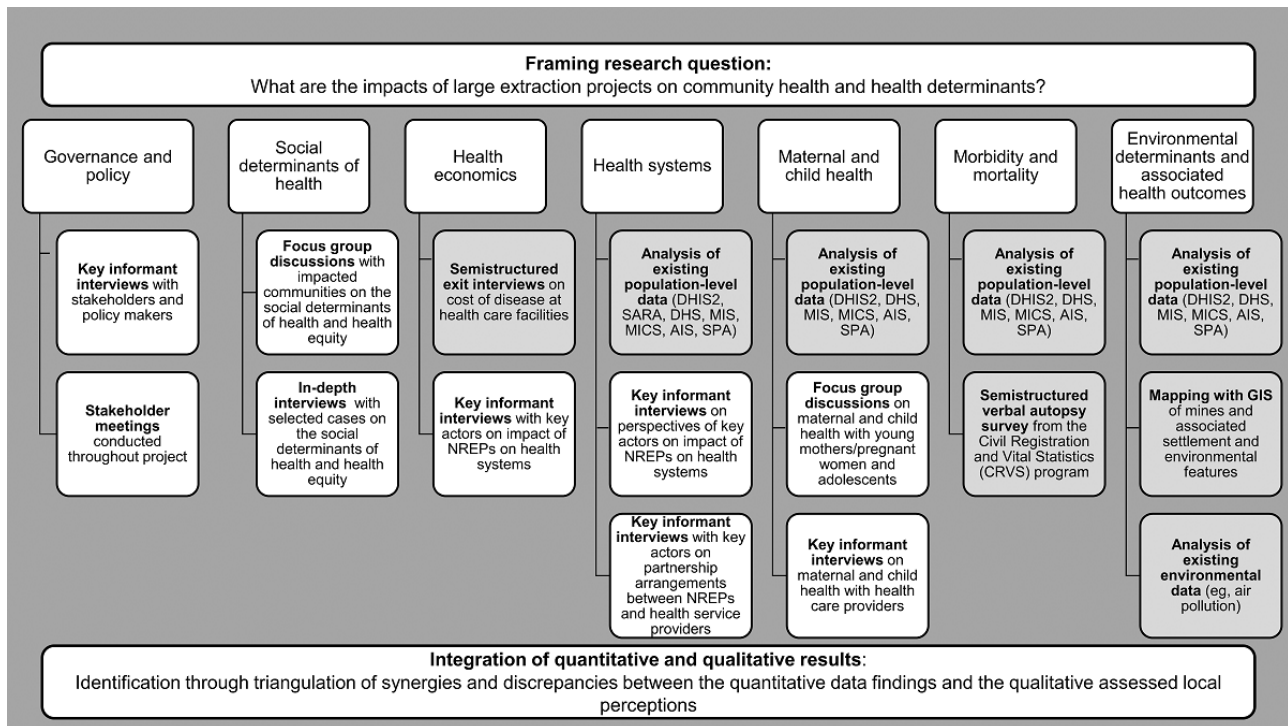 Framing research question:
What are the impacts of large extraction projects on community health and health determinants?
Governance and
policy
Social
determinants of
health
Health
economics
Health systems
Maternal and
child health
Morbidity and
mortality
Environmental
determinants and
associated
health outcomes
Key informant
interviews with
stakeholders and
policy makers
Focus group
discussions with
impacted
communities on the
social determinants
of health and health
equity
Semistructured
exit interviews on
cost of disease at
health care facilities
Analysis of
existing
population-level
data (DHIS2,
SARA, DHS, MIS,
MICS, AIS, SPA)
Analysis of
existing
population-level
data (DHIS2, DHS,
MIS, MICS, AIS,
SPA)
Analysis of
existing
population-level
data (DHIS2, DHS,
MIS, MICS, AIS,
SPA)
Analysis of
existing
population-level
data (DHIS2, DHS,
MIS, MICS, AIS,
SPA)
Stakeholder
meetings
conducted
throughout project
In-depth
interviews with
selected cases on
the social
determinants of
health and health
equity
Key informant
interviews with key
actors on impact of
NREPs on health
systems
Key informant
interviews on
perspectives of key
actors on impact of
NREPs on health
systems
Focus group
discussions on
maternal and child
health with young
mothers/pregnant
women and
adolescents
Semistructured
verbal autopsy
survey from the
Civil Registration
and Vital Statistics
(CRVS) program
Mapping with GIS
of mines and
associated
settlement and
environmental
features
Key informant
interviews with key
actors on
partnership
arrangements
between NREPs
and health service
providers
Key informant
interviews on
maternal and child
health with health
care providers
Analysis of
existing
environmental
data (eg, air
pollution)
Integration of quantitative and qualitative results:
Identification through triangulation of synergies and discrepancies between the quantitative data findings and the qualitative assessed local
perceptions